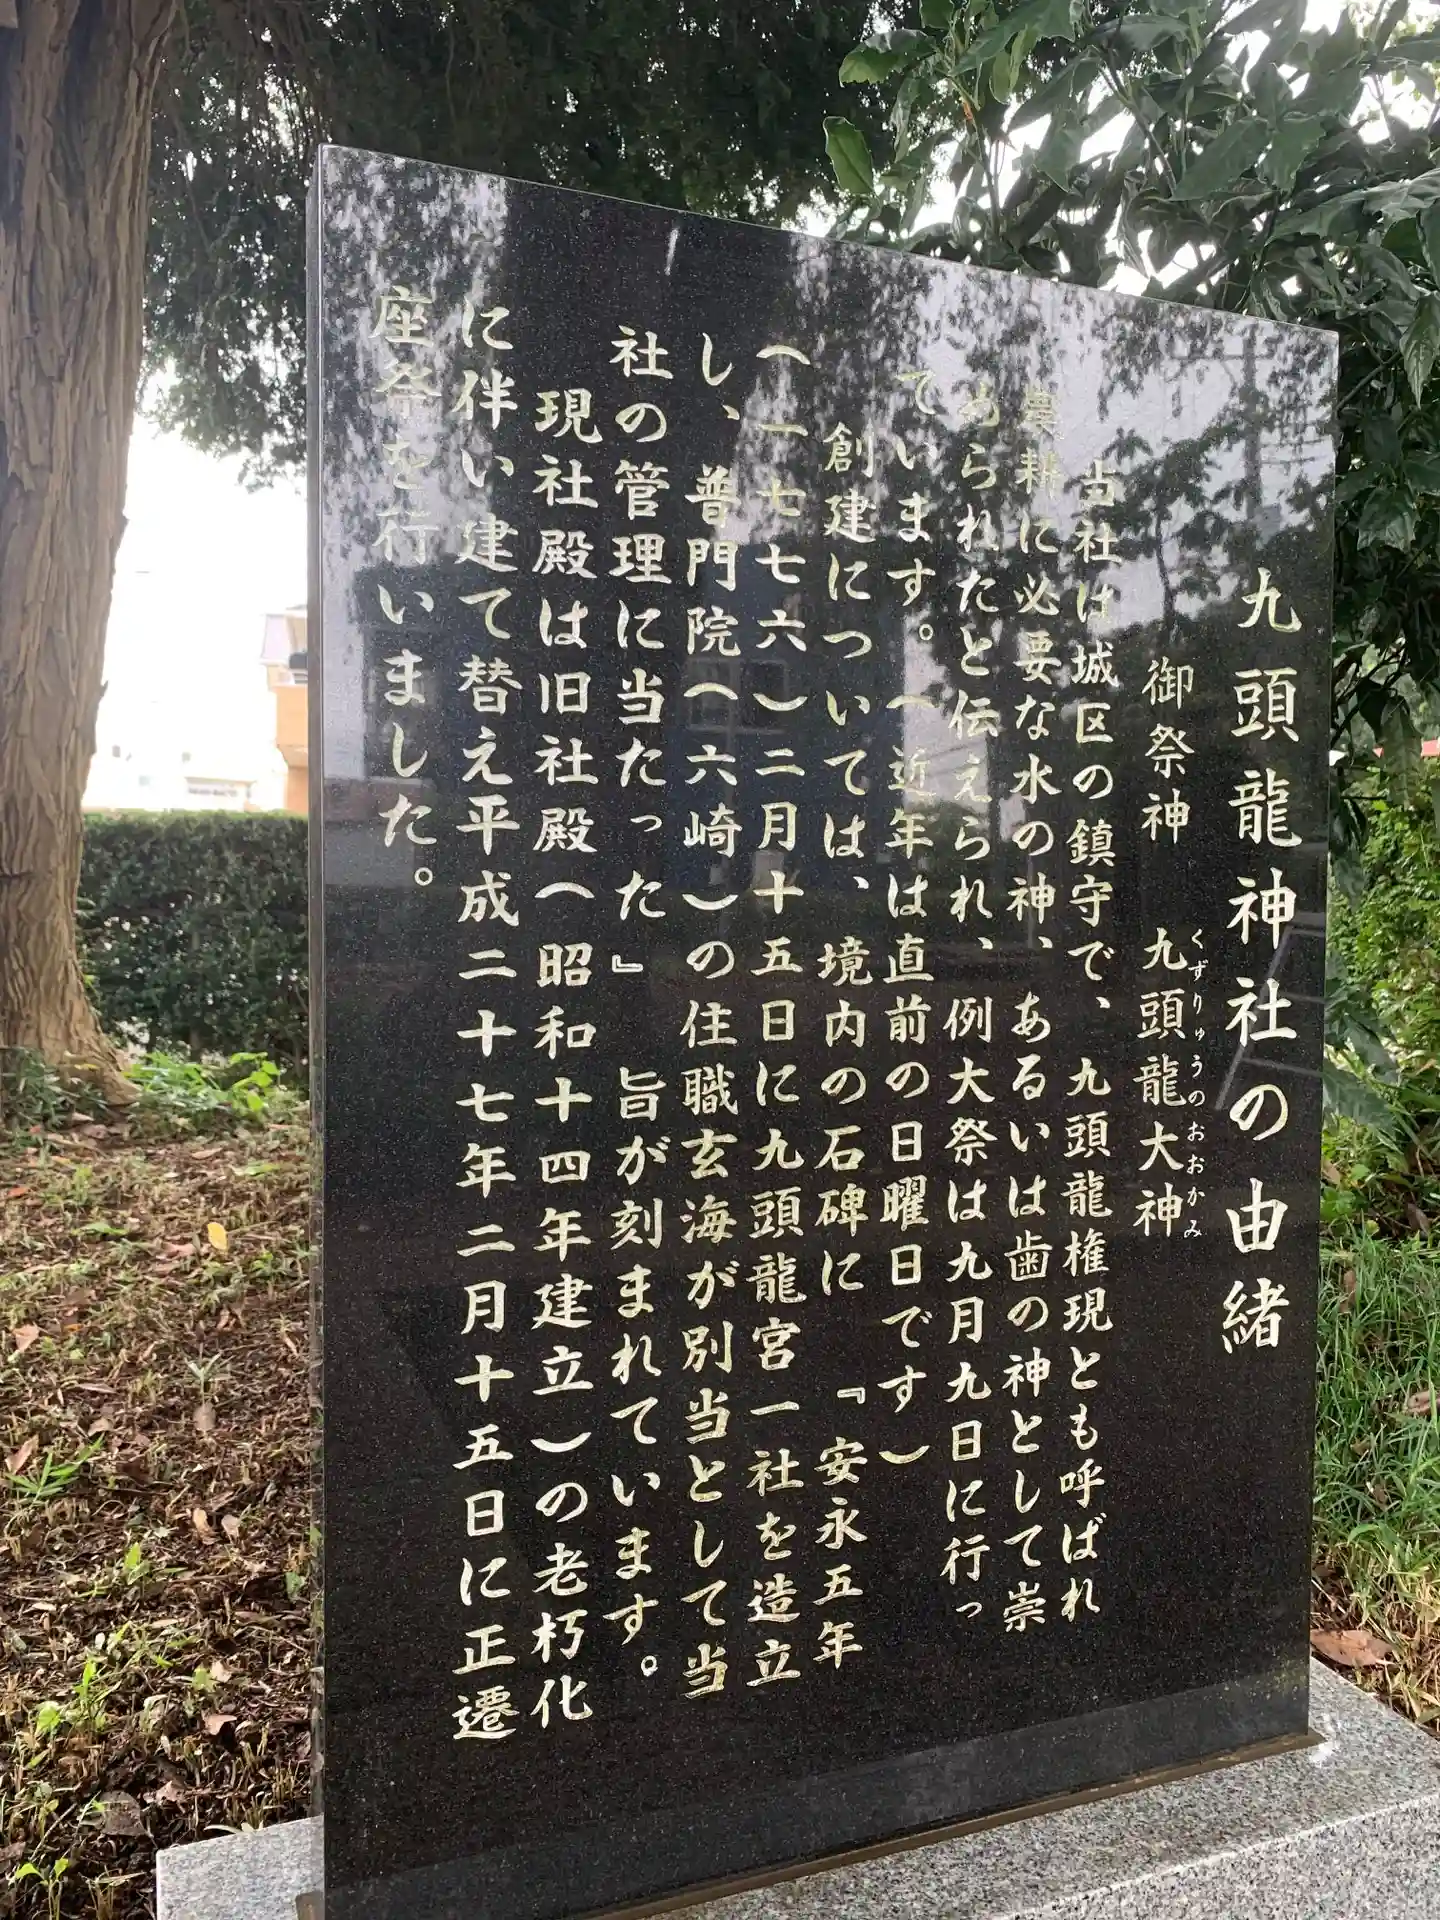 九頭龍神社の由緒
御祭神 九頭龍大神
くずりゅうのおおかみ
当社は城区の鎮守で、九頭龍権現とも呼ばれ
農耕に必要な水の神、あるいは歯の神として崇
められたと伝えられ、例大祭は九月九日に行っ
ています。(近年は直前の日曜日です)
創建については、境内の石碑に『安永五年
(一七七六)二月十五日に九頭龍宮一社を造立
し、普門院(六崎)の住職玄海が別当として当
社の管理に当たった』旨が刻まれています。
現社殿は旧社殿(昭和十四年建立)の老朽化
に伴い建て替え平成二十七年二月十五日に正遷
座祭を行いました。